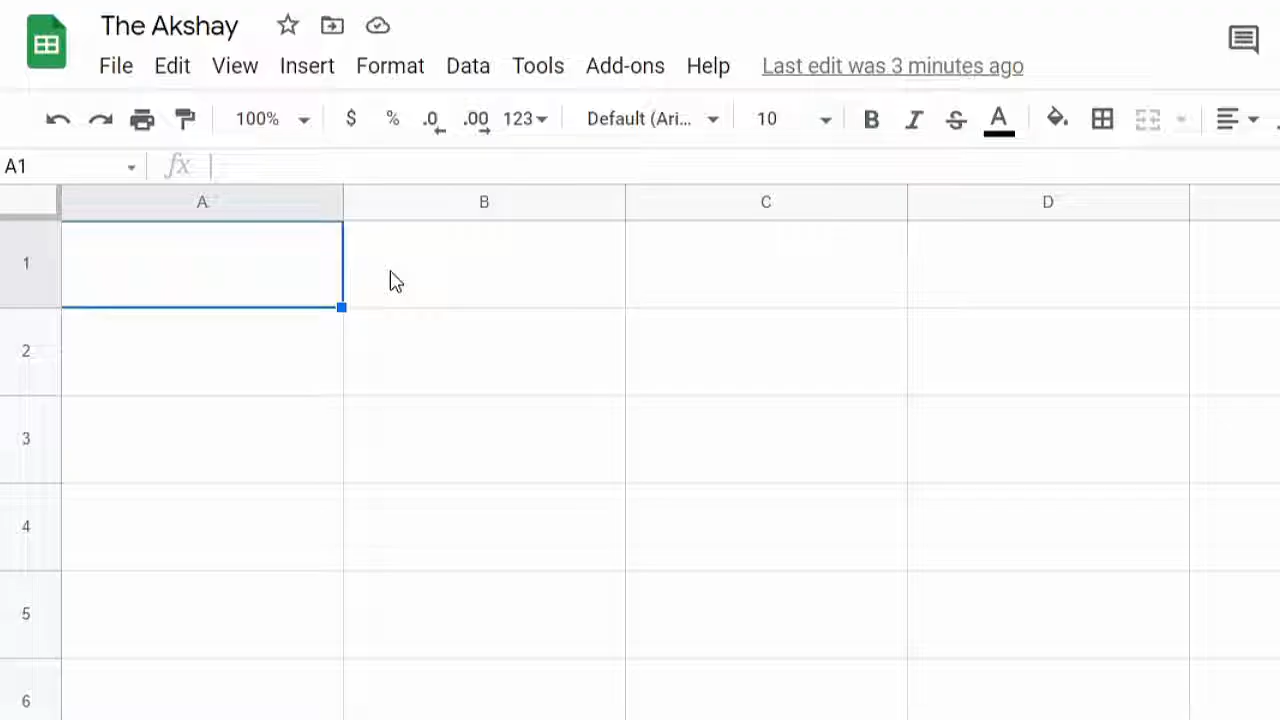 The Akshay
File Edit View Insert Format Data Tools Add-ons Help Last edit was 3 minutes ago
100% $ % .0 .00 123 Default (Ari... 10 B I S A
A1 fx
A B C D
1
2
3
4
5
6